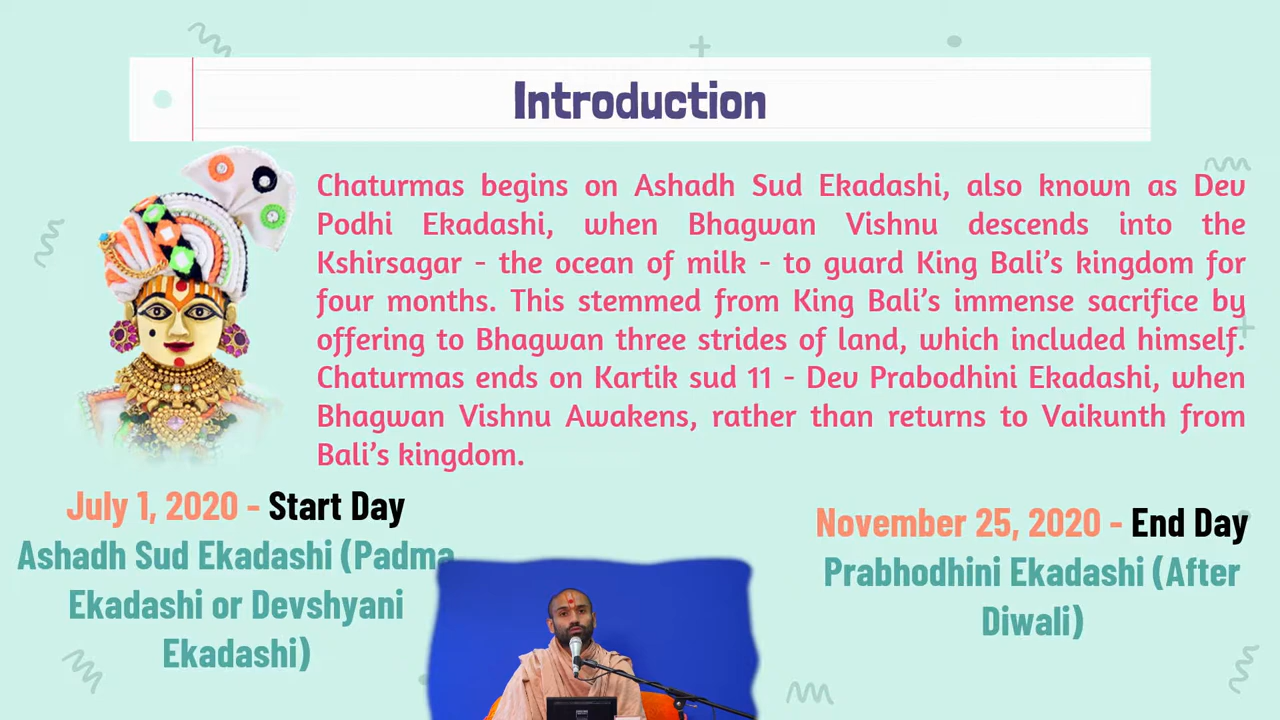 Introduction
Chaturmas begins on Ashadh Sud Ekadashi, also known as Dev
Podhi Ekadashi, when Bhagwan Vishnu descends into the
Kshirsagar - the ocean of milk - to guard King Bali's kingdom for
four months. This stemmed from King Bali's immense sacrifice by
offering to Bhagwan three strides of land, which included himself.
Chaturmas ends on Kartik sud 11 - Dev Prabodhini Ekadashi, when
Bhagwan Vishnu Awakens, rather than returns to Vaikunth from
Bali's kingdom.
July 1, 2020 - Start Day
Ashadh Sud Ekadashi (Padma
Ekadashi or Devshyani
Ekadashi)
November 25, 2020 - End Day
Prabhodhini Ekadashi (After
Diwali)